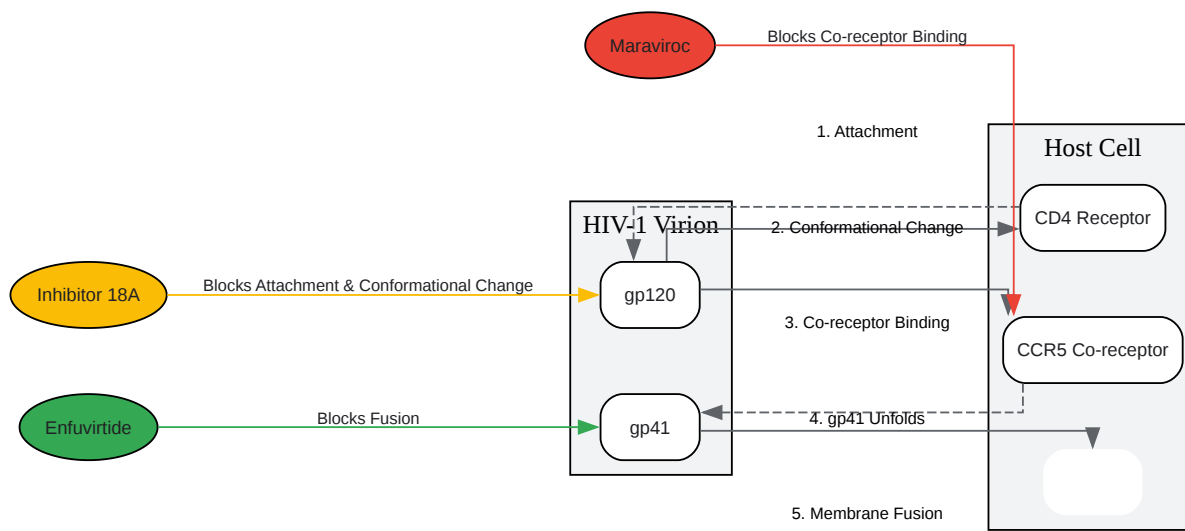 Maraviroc
Blocks Co-receptor Binding
1. Attachment
Host Cell
CD4 Receptor
HIV-1 Virion
2. Conformational Change
Inhibitor 18A
Blocks Attachment & Conformational Change
gp120
3. Co-receptor Binding
CCR5 Co-receptor
Enfuvirtide
Blocks Fusion
gp41
4. gp41 Unfolds
5. Membrane Fusion